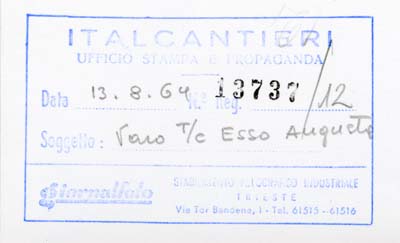 ITALCANTIERI
UFFICIO STAMPA E PROPAGANDA
Data 13.8.69 N.º Reg. 13737/12
Soggetto: Varo T/c Esso Augusta
Giornalfoto
STABILIMENTO FOTOGRAFICO INDUSTRIALE
TRIESTE
Via Tor Bandena, 1 - Tel. 61515 - 61516